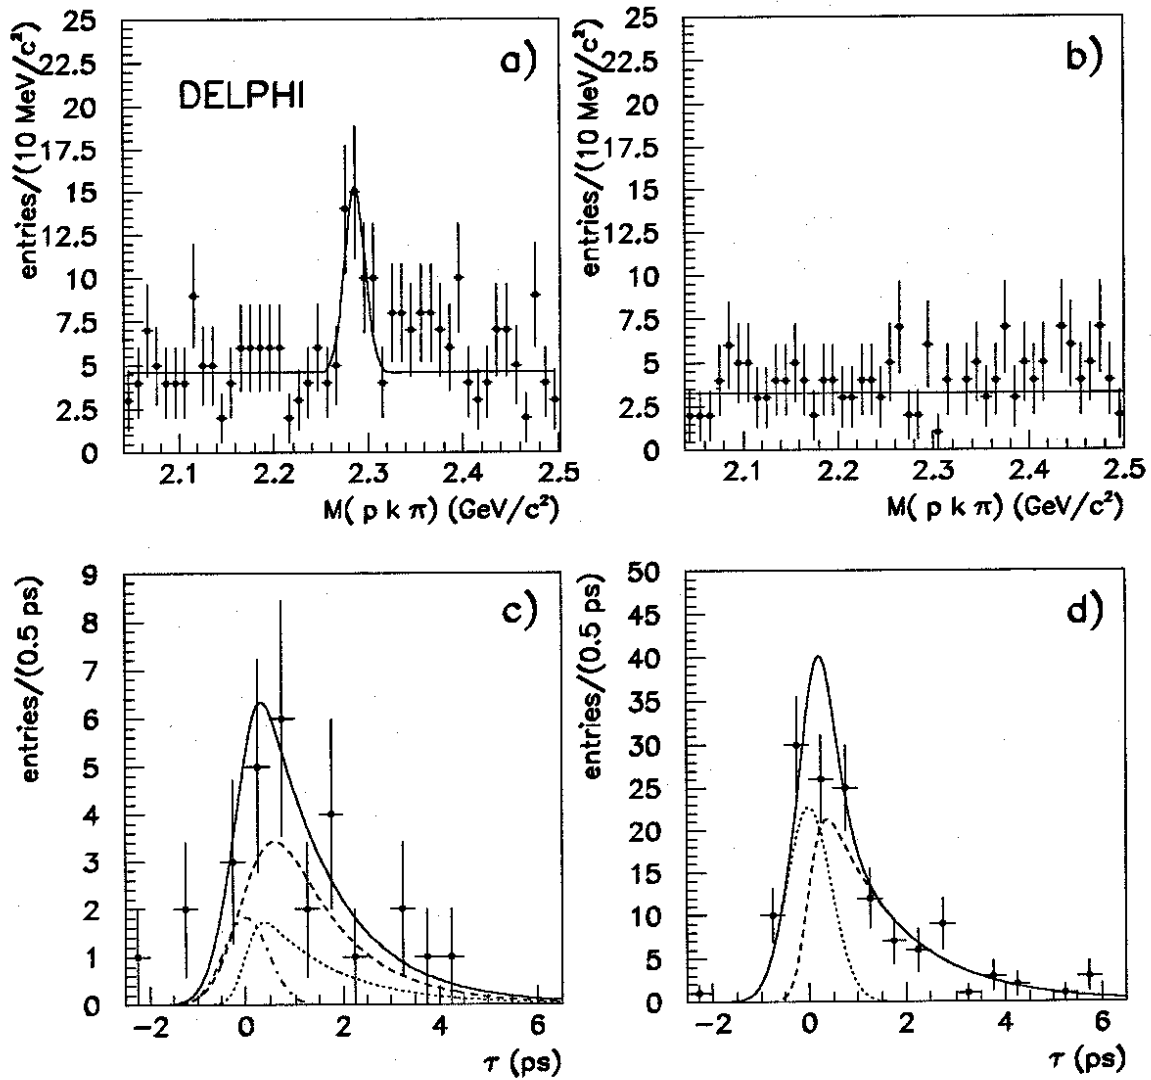 entries/(10 MeV/c²)
25
22.5
20
17.5
15
12.5
10
7.5
5
2.5
0
a)
DELPHI
2.1 2.2 2.3 2.4 2.5
M( p k π) (GeV/c²)
entries/(10 MeV/c²)
25
22.5
20
17.5
15
12.5
10
7.5
5
2.5
0
b)
2.1 2.2 2.3 2.4 2.5
M( p k π) (GeV/c²)
entries/(0.5 ps)
9
8
7
6
5
4
3
2
1
0
c)
−2 0 2 4 6
τ (ps)
entries/(0.5 ps)
50
45
40
35
30
25
20
15
10
5
0
d)
−2 0 2 4 6
τ (ps)